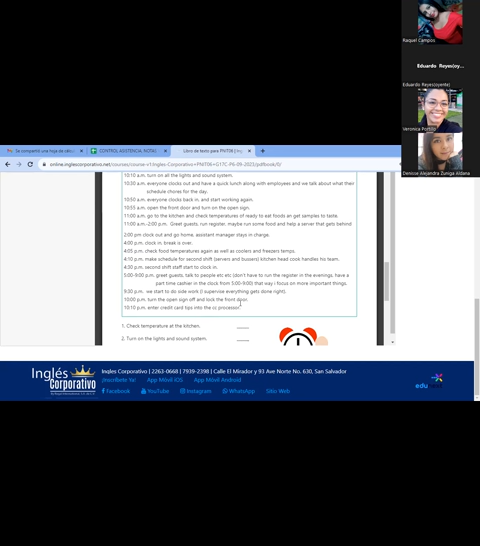 Raquel Campos
Eduardo Reyes(oy...
Eduardo Reyes(oyente)
Veronica Portillo
Denisse Alejandra Zuniga Aldana
Se compartió una hoja de cálcu
CONTROL ASISTENCIA, NOTAS
Libro de texto para PNT06 | Ing
online.inglescorporativo.net/courses/course-v1:Ingles-Corporativo+PNT06+G17C-P6-09-2023/pdfbook/0/
10:10 a.m. turn on all the lights and sound system.
10:30 a.m. everyone clocks out and have a quick lunch along with employees and we talk about what their
schedule chores for the day.
10:50 a.m. everyone clocks back in, and start working again.
10:55 a.m. open the front door and turn on the open sign.
11:00 a.m. go to the kitchen and check temperatures of ready to eat foods an get samples to taste.
11:00 a.m.-2:00 p.m. Greet guests, run register, maybe run some food and help a server that gets behind
2:00 pm clock out and go home, assistant manager stays in charge.
4:00 p.m. clock in, break is over.
4:05 p.m. check food temperatures again as well as coolers and freezers temps.
4:10 p.m. make schedule for second shift (servers and bussers) kitchen head cook handles his team.
4:30 p.m. second shift staff start to clock in.
5:00-9:00 p.m. greet guests, talk to people etc etc (don't have to run the register in the evenings, have a
part time cashier in the clock from 5:00-9:00) that way i focus on more important things.
9:30 p.m. we start to do side work (I supervise everything gets done right).
10:00 p.m. turn the open sign off and lock the front door.
10:10 p.m. enter credit card tips into the cc processor.
1. Check temperature at the kitchen. ____
2. Turn on the lights and sound system. ____
Inglés
Corporativo
Ingles Corporativo | 2263-0668 | 7939-2398 | Calle El Mirador y 93 Ave Norte No. 630, San Salvador
¡Inscríbete Ya! App Móvil iOS App Móvil Android
Facebook YouTube Instagram WhatsApp Sitio Web
edu